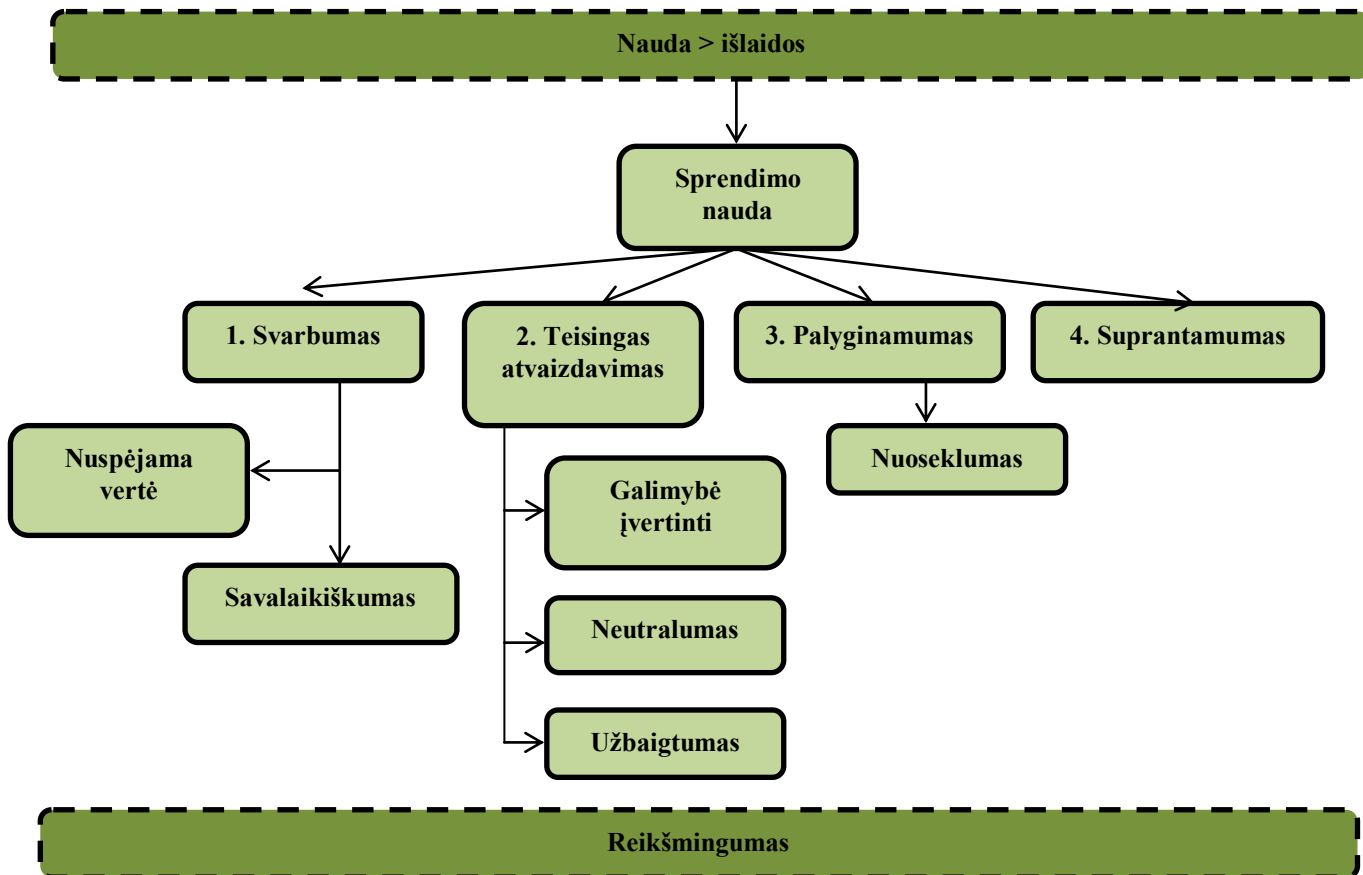 Nauda > išlaidos
Sprendimo
nauda
1. Svarbumas
2. Teisingas
atvaizdavimas
3. Palyginamumas
4. Suprantamumas
Nuspėjama
vertė
Nuoseklumas
Galimybė
įvertinti
Savalaikiškumas
Neutralumas
Užbaigtumas
Reikšmingumas